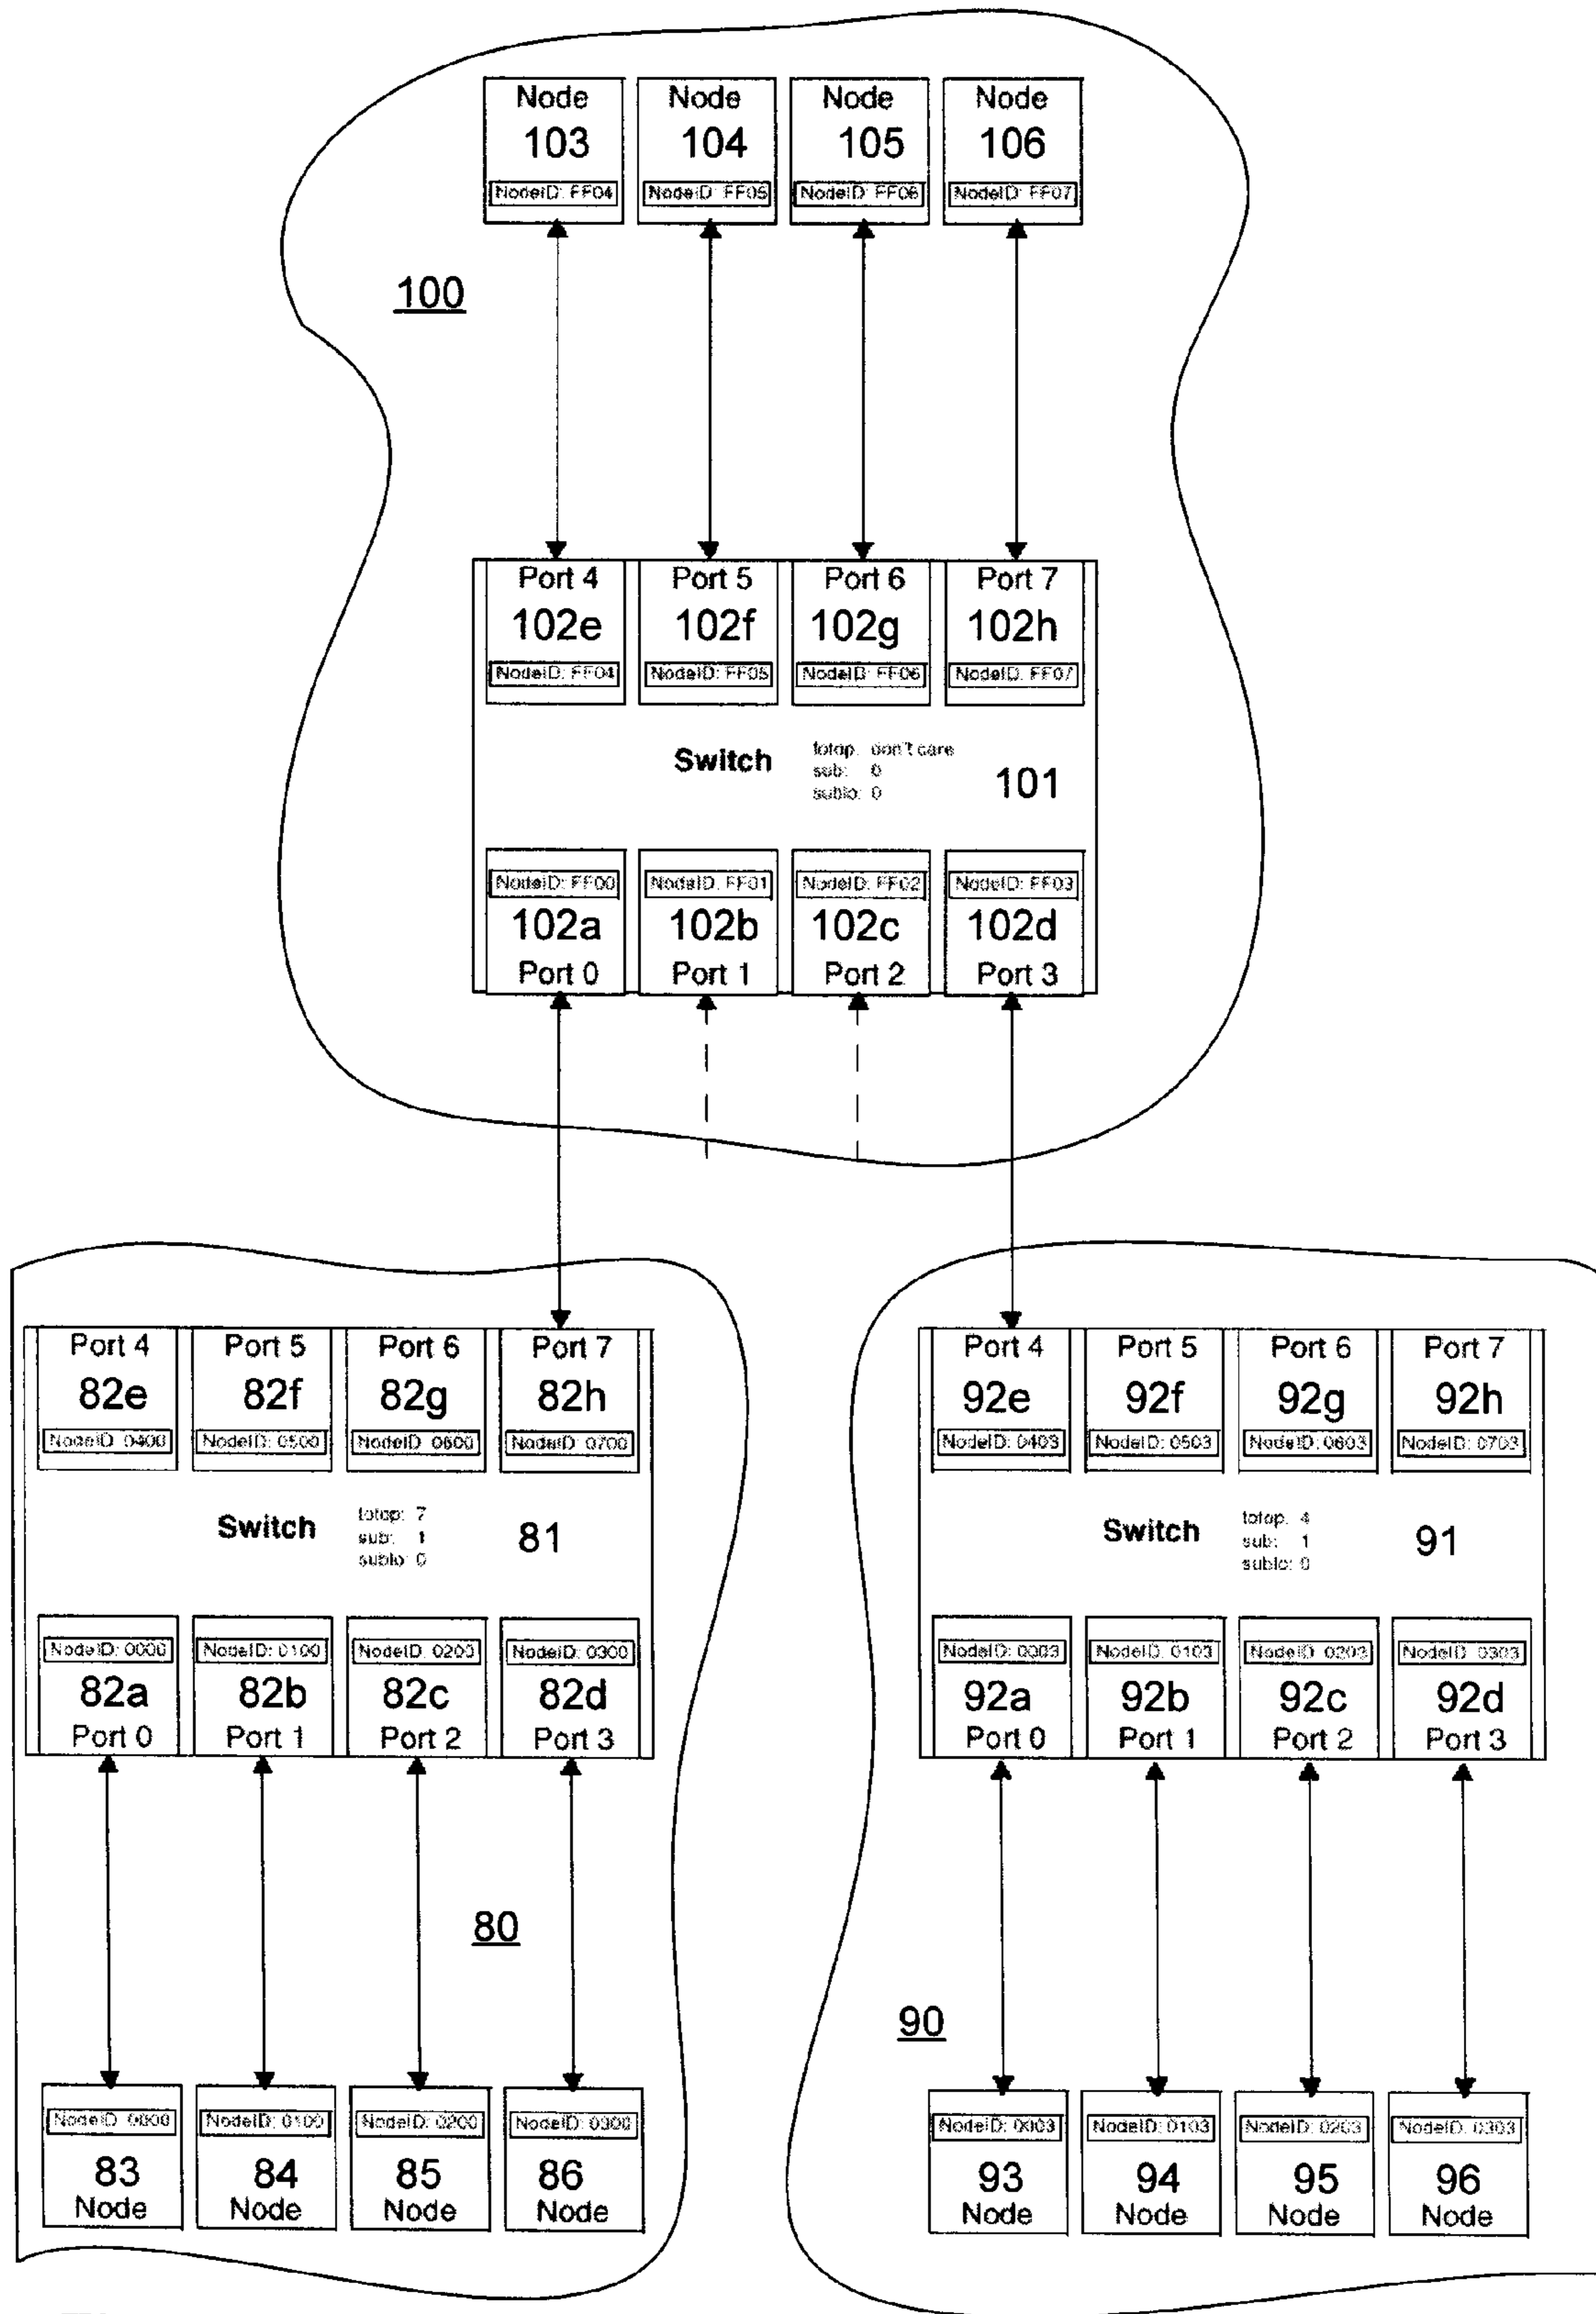 Node Node Node Node
103 104 105 106
NodeID: FF04 NodeID: FF05 NodeID: FF06 NodeID: FF07
100
Port 4 Port 5 Port 6 Port 7
102e 102f 102g 102h
NodeID: FF04 NodeID: FF05 NodeID: FF06 NodeID: FF07
totop: don't care
Switch sub: 0 101
sublo: 0
NodeID: FF00 NodeID: FF01 NodeID: FF02 NodeID: FF03
102a 102b 102c 102d
Port 0 Port 1 Port 2 Port 3
Port 4 Port 5 Port 6 Port 7
82e 82f 82g 82h
NodeID: 0400 NodeID: 0500 NodeID: 0600 NodeID: 0700
totop: 7
Switch sub: 1 81
sublo: 0
NodeID: 0000 NodeID: 0100 NodeID: 0200 NodeID: 0300
82a 82b 82c 82d
Port 0 Port 1 Port 2 Port 3
80
NodeID: 0000 NodeID: 0100 NodeID: 0200 NodeID: 0300
83 84 85 86
Node Node Node Node
Port 4 Port 5 Port 6 Port 7
92e 92f 92g 92h
NodeID: 0403 NodeID: 0503 NodeID: 0603 NodeID: 0703
totop: 4
Switch sub: 1 91
sublo: 0
NodeID: 0003 NodeID: 0103 NodeID: 0203 NodeID: 0303
92a 92b 92c 92d
Port 0 Port 1 Port 2 Port 3
90
NodeID: 0003 NodeID: 0103 NodeID: 0203 NodeID: 0303
93 94 95 96
Node Node Node Node